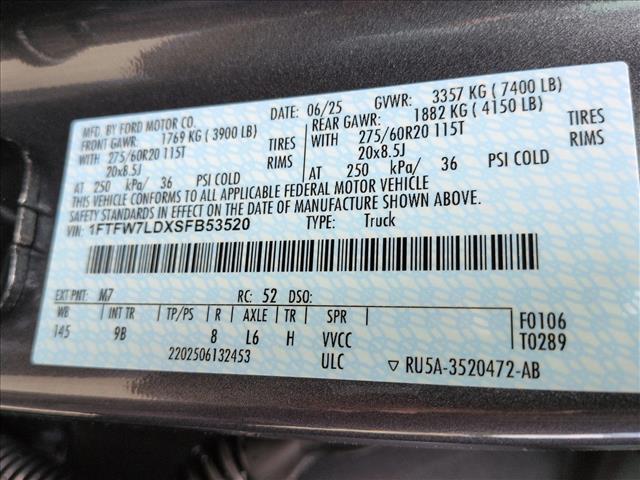 MFD. BY FORD MOTOR CO. DATE: 06/25 GVWR: 3357 KG ( 7400 LB)
FRONT GAWR: 1769 KG ( 3900 LB) REAR GAWR: 1882 KG ( 4150 LB)
WITH 275/60R20 115T TIRES WITH 275/60R20 115T TIRES
20x8.5J RIMS 20x8.5J RIMS
AT 250 kPa/ 36 PSI COLD AT 250 kPa/ 36 PSI COLD
THIS VEHICLE CONFORMS TO ALL APPLICABLE FEDERAL MOTOR VEHICLE
SAFETY STANDARDS IN EFFECT ON THE DATE OF MANUFACTURE SHOWN ABOVE.
VIN: 1FTFW7LDXSFB53520 TYPE: Truck
EXT PNT: M7 RC: 52 DSO:
WB INT TR TP/PS R AXLE TR SPR F0106
145 9B 8 L6 H VVCC T0289
2202506132453 ULC ▽ RU5A-3520472-AB